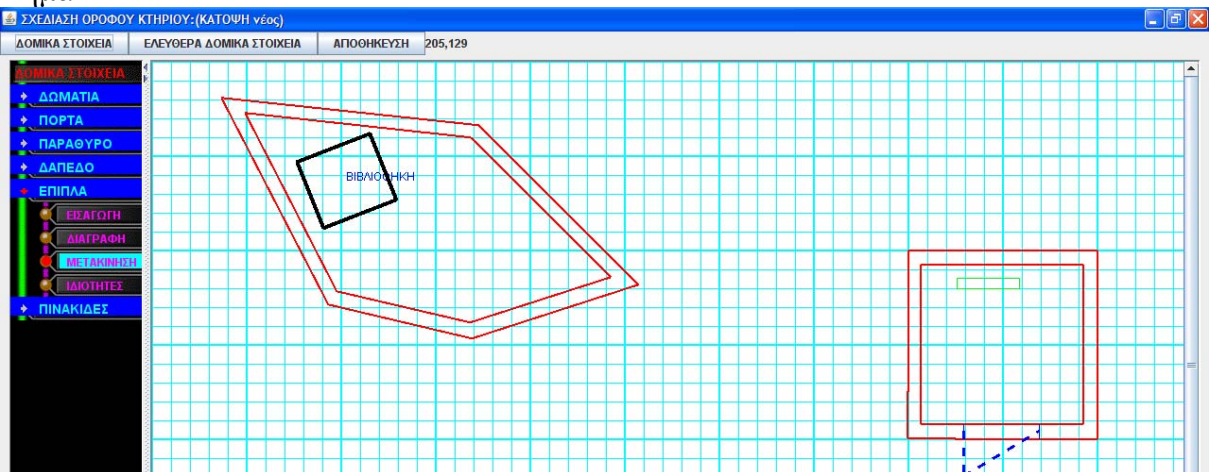 ΣΧΕΔΙΑΣΗ ΟΡΟΦΟΥ ΚΤΗΡΙΟΥ:(ΚΑΤΟΨΗ νέος)
ΔΟΜΙΚΑ ΣΤΟΙΧΕΙΑ ΕΛΕΥΘΕΡΑ ΔΟΜΙΚΑ ΣΤΟΙΧΕΙΑ ΑΠΟΘΗΚΕΥΣΗ 205,129
ΔΟΜΙΚΑ ΣΤΟΙΧΕΙΑ
ΔΩΜΑΤΙΑ
ΠΟΡΤΑ
ΠΑΡΑΘΥΡΟ
ΔΑΠΕΔΟ
ΕΠΙΠΛΑ
ΕΙΣΑΓΩΓΗ
ΔΙΑΓΡΑΦΗ
ΜΕΤΑΚΙΝΗΣΗ
ΙΔΙΟΤΗΤΕΣ
ΠΙΝΑΚΙΔΕΣ
ΒΙΒΛΙΟΘΗΚΗ